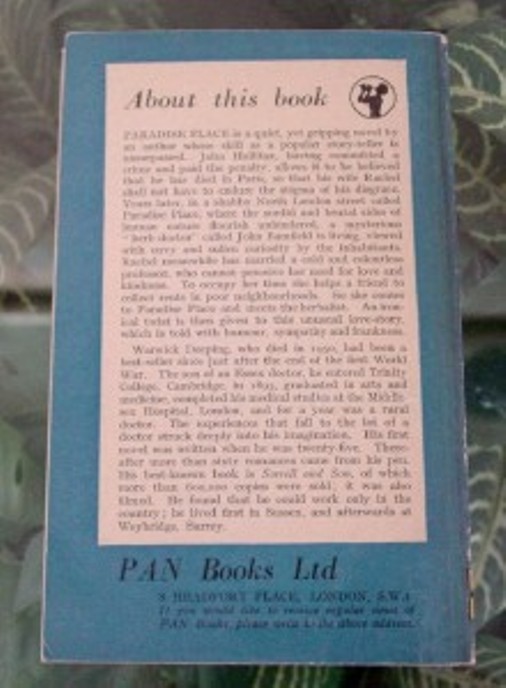 About this book
PARADISE PLACE is a quiet, yet gripping novel by
an author whose skill as a popular story-teller is
unsurpassed. John Hallfax, having committed a
crime and paid the penalty, allows it to be believed
that he has died in Paris, so that his wife Rachel
shall not have to endure the stigma of his disgrace.
Years later, in a shabby North London street called
Paradise Place, where the sordid and brutal sides of
human nature flourish unhindered, a mysterious
"herb-doctor" called John is living, viewed
with envy and sullen curiosity by the inhabitants.
Rachel meanwhile has married a cold and colourless
professor, who cannot perceive her need for love and
kindness. To occupy her time she helps a friend to
collect rents in poor neighbourhoods. So she comes
to Paradise Place and meets the herbalist. An iron-
ical twist is then given to this unusual love-story,
which is told with humour, sympathy and frankness.
Warwick Deeping, who died in 1950, had been a
best-seller since just after the end of the first World
War. The son of an Essex doctor, he entered Trinity
College, Cambridge, in graduated in arts and
medicine, completed his medical studies at the Middle-
sex Hospital, London, and for a year was a rural
doctor. The experiences that fall to the lot of a
doctor struck deeply into his imagination. His first
novel was written when he was twenty-five. There-
after more than sixty romances came from his pen.
His best-known book is Sorrell and Son, of which
more than 600,000 copies were sold; it was also
filmed. He found that he could work only in the
country; he lived first in Sussex, and afterwards at
Weybridge, Surrey.
PAN Books Ltd
8 HEADFORT PLACE, LONDON, S.W.1
If you would like to receive regular news of
PAN Books, please write to the above address.